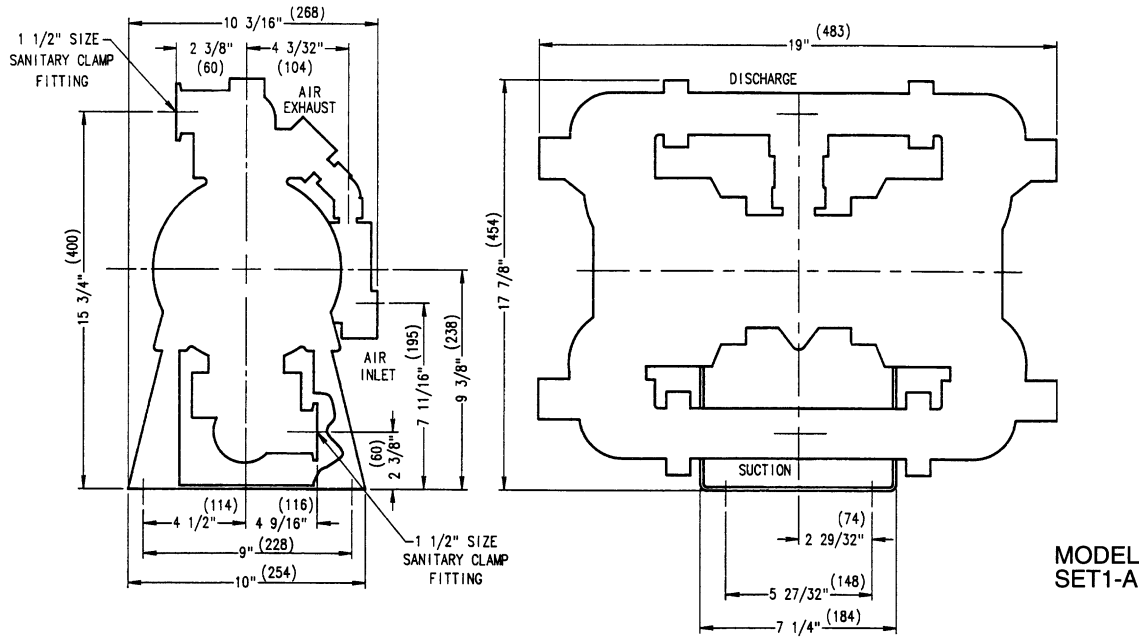 (268)
10 3/16"
1 1/2" SIZE
SANITARY CLAMP
FITTING
2 3/8"
(60)
4 3/32"
(104)
AIR
EXHAUST
(400)
15 3/4"
AIR
INLET
(195)
7 11/16"
(238)
9 3/8"
(60)
2 3/8"
(114)
4 1/2"
(116)
4 9/16"
(228)
9"
(254)
10"
1 1/2" SIZE
SANITARY CLAMP
FITTING
(483)
19"
DISCHARGE
(454)
17 7/8"
SUCTION
(74)
2 29/32"
(148)
5 27/32"
(184)
7 1/4"
MODEL
SET1-A